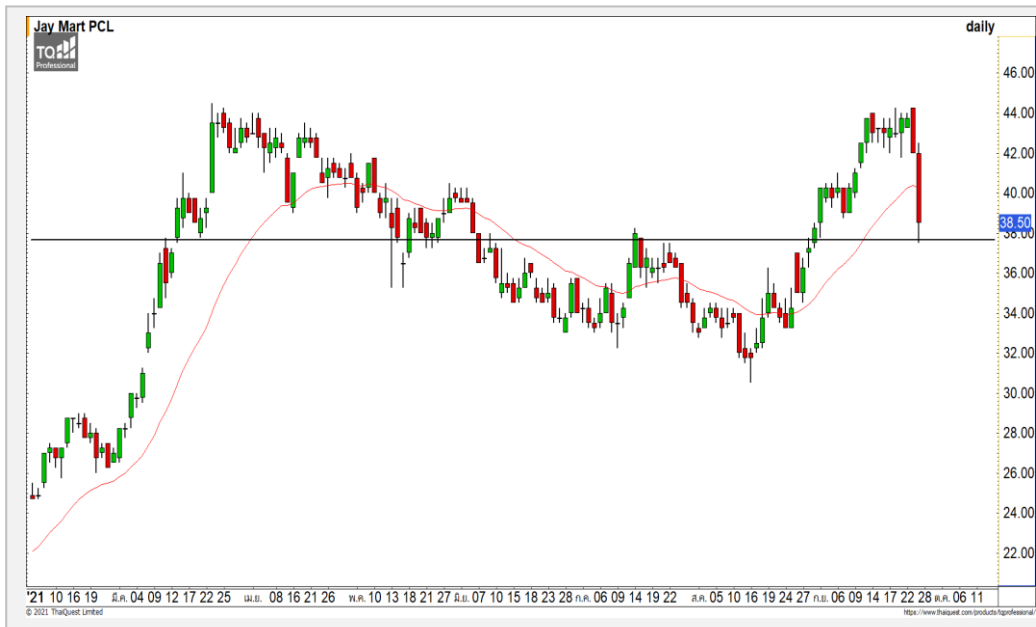 Jay Mart PCL daily
TQ
Professional
46.00
44.00
42.00
40.00
38.50
38.00
36.00
34.00
32.00
30.00
28.00
26.00
24.00
22.00
'21 10 16 19 มี.ค. 04 09 12 17 22 25 เม.ย. 08 16 21 26 พ.ค. 10 13 18 21 27 มิ.ย. 07 10 15 18 23 28 ก.ค. 06 09 14 19 22 ส.ค. 05 10 16 19 24 27 ก.ย. 06 09 14 17 22 28 ต.ค. 06 11
© 2021 ThaiQuest Limited https://www.thaiquest.com/products/tqprofessional/